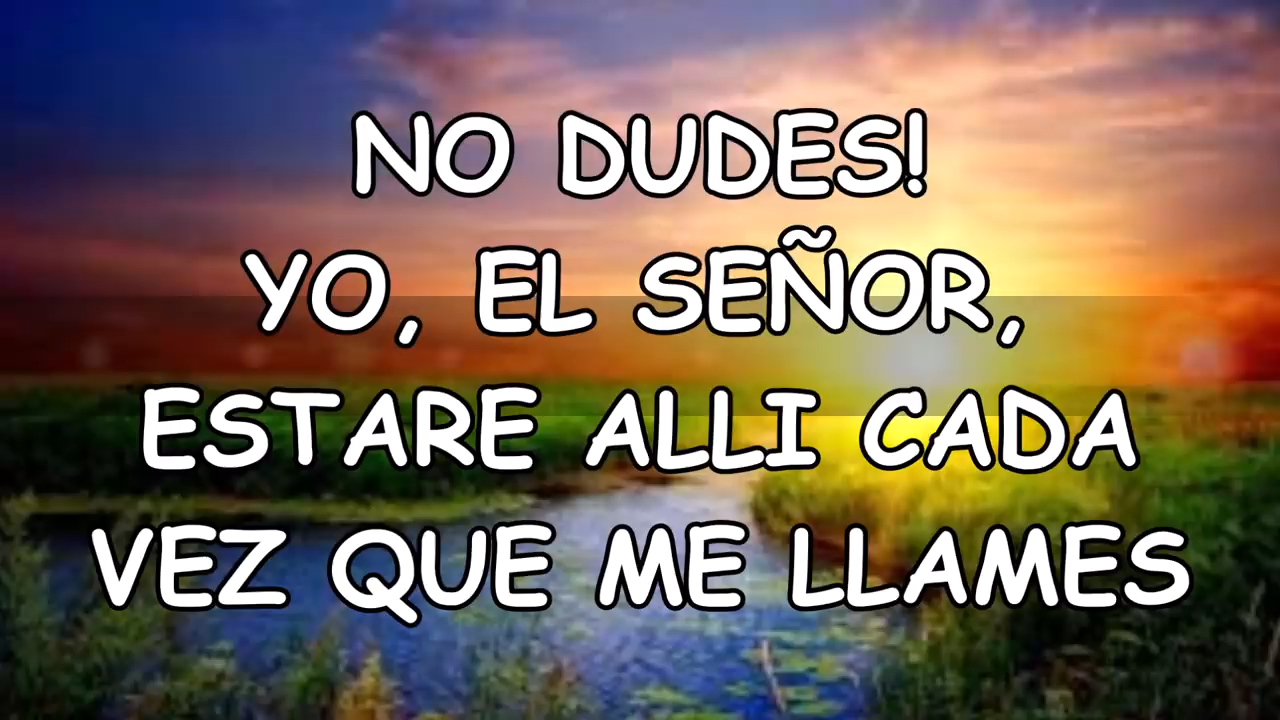 NO DUDES!
YO, EL SEÑOR,
ESTARE ALLI CADA
VEZ QUE ME LLAMES